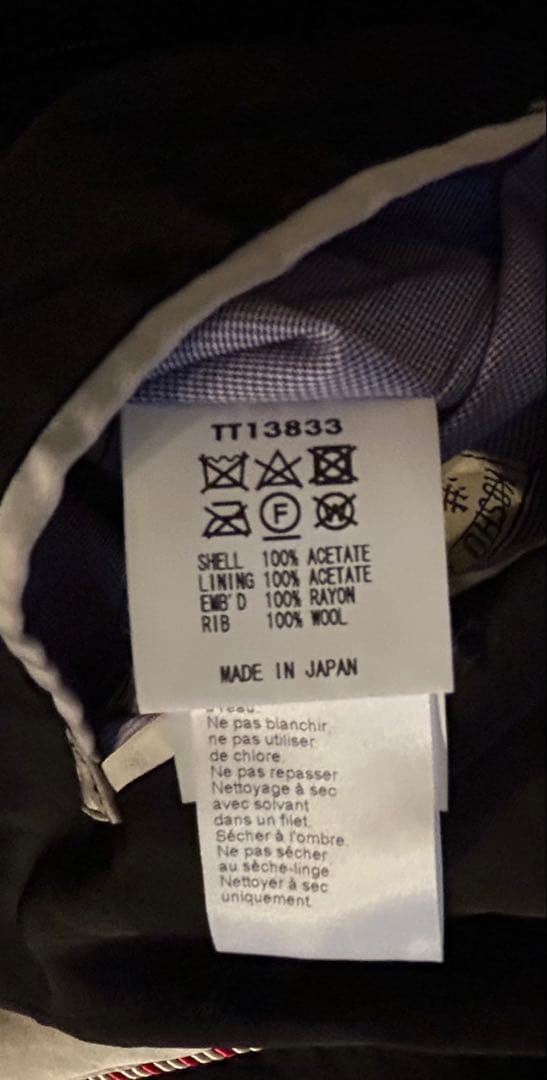 TT13833
F
W
SHELL 100% ACETATE
LINING 100% ACETATE
EMB'D 100% RAYON
RIB 100% WOOL
MADE IN JAPAN
Ne pas blanchir,
ne pas utiliser
de chlore.
Ne pas repasser
Nettoyage à sec
avec solvant
dans un filet.
Sécher à l'ombre.
Ne pas sécher
au sèche-linge
Nettoyer à sec
uniquement.